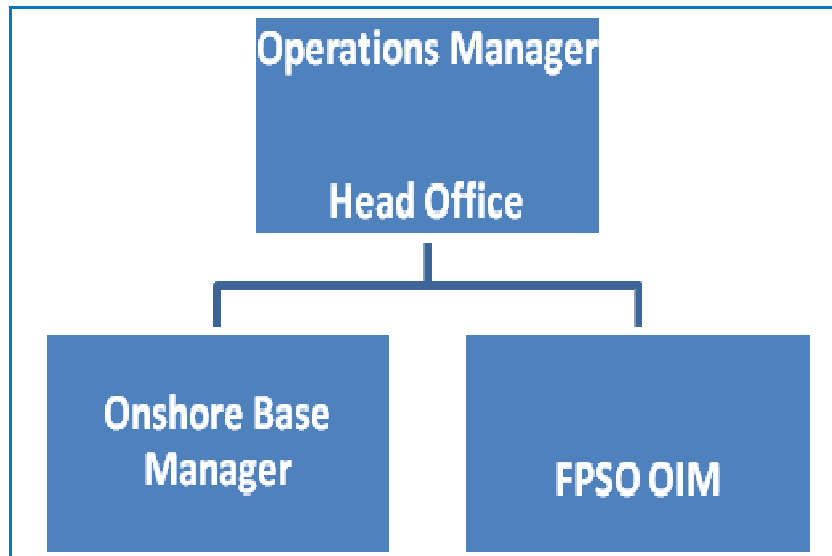 Operations Manager
Head Office
Onshore Base
Manager
FPSO OIM